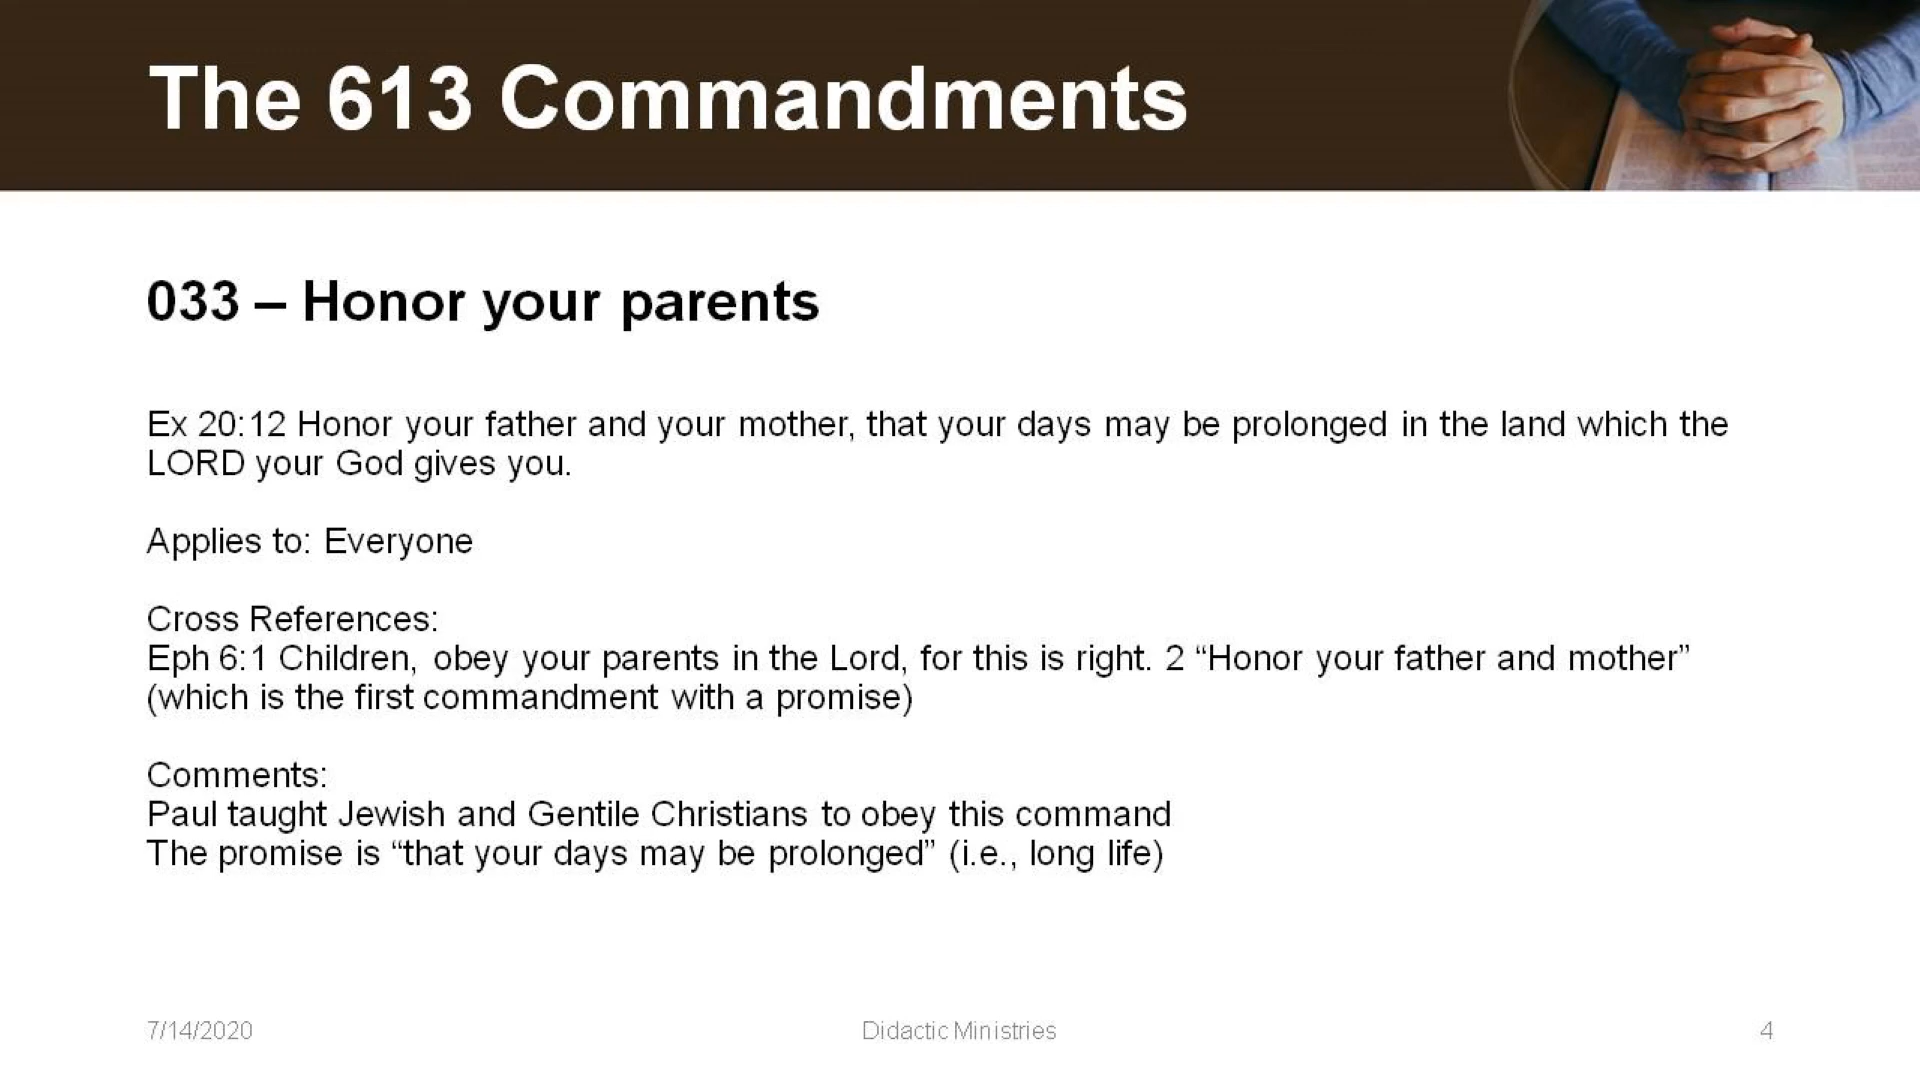 The 613 Commandments
033 – Honor your parents
Ex 20:12 Honor your father and your mother, that your days may be prolonged in the land which the
LORD your God gives you.
Applies to: Everyone
Cross References:
Eph 6:1 Children, obey your parents in the Lord, for this is right. 2 “Honor your father and mother”
(which is the first commandment with a promise)
Comments:
Paul taught Jewish and Gentile Christians to obey this command
The promise is “that your days may be prolonged” (i.e., long life)
7/14/2020
Didactic Ministries
4